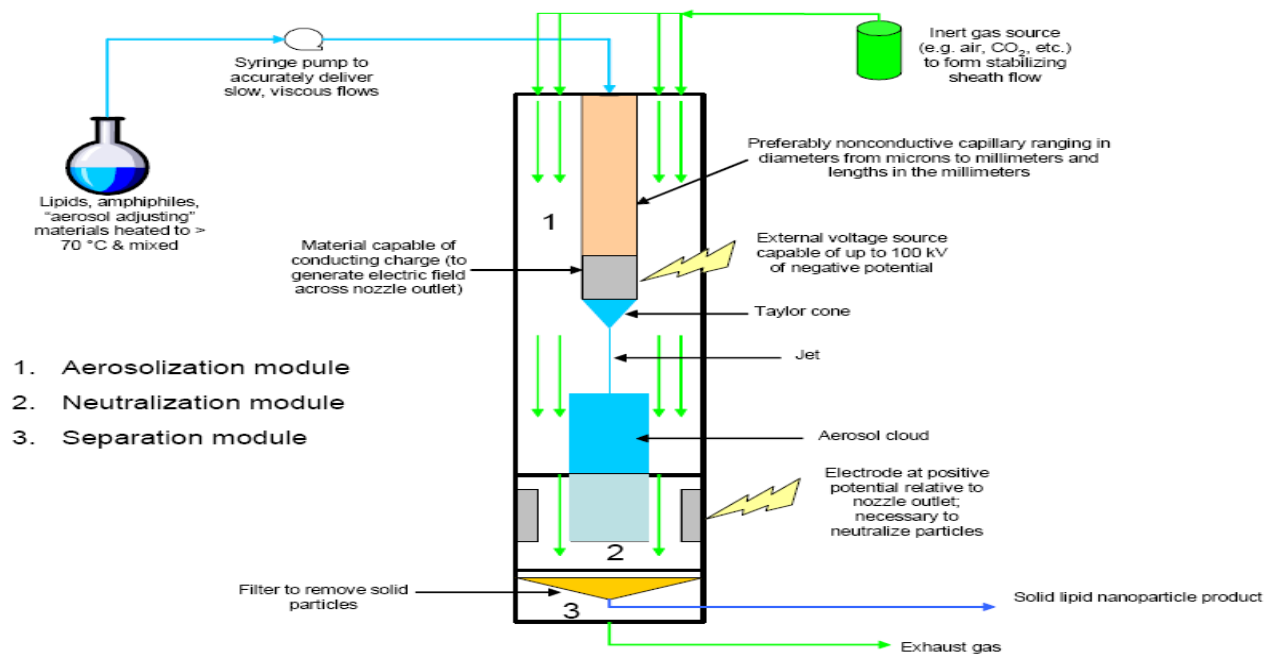 Syringe pump to
accurately deliver
slow, viscous flows
Inert gas source
(e.g. air, CO2, etc.)
to form stabilizing
sheath flow
Lipids, amphiphiles,
“aerosol adjusting”
materials heated to >
70 °C & mixed
Preferably nonconductive capillary ranging in
diameters from microns to millimeters and
lengths in the millimeters
1
Material capable of
conducting charge (to
generate electric field
across nozzle outlet)
External voltage source
capable of up to 100 kV
of negative potential
Taylor cone
Jet
1. Aerosolization module
2. Neutralization module
3. Separation module
Aerosol cloud
Electrode at positive
potential relative to
nozzle outlet;
necessary to
neutralize particles
2
Filter to remove solid
particles
3
Solid lipid nanoparticle product
Exhaust gas